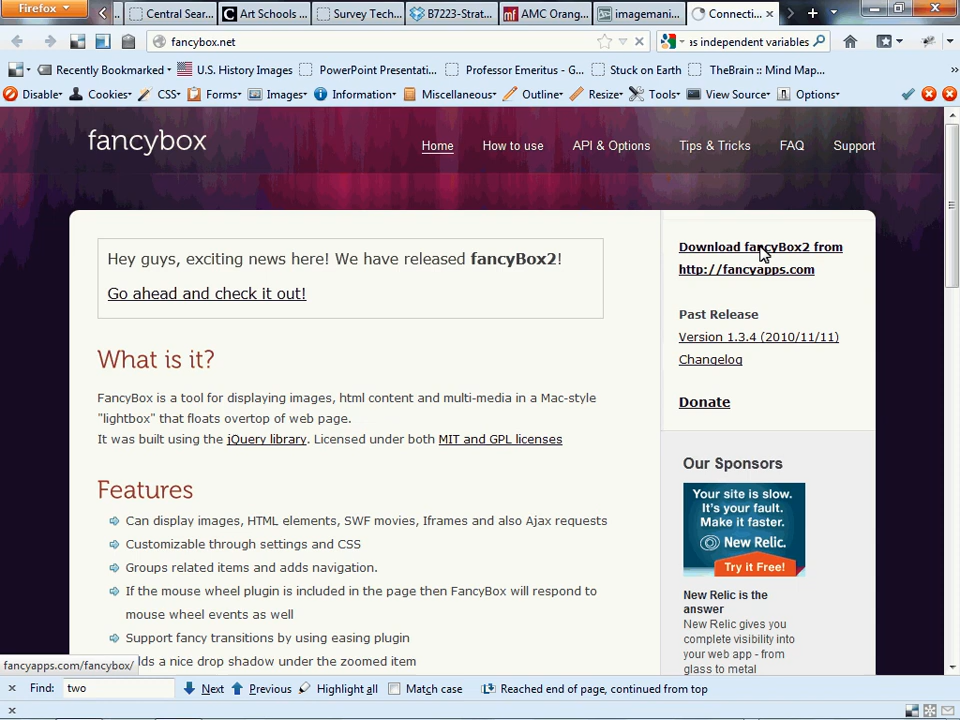 Firefox
Central Sear...
Art Schools ...
Survey Tech...
B7223-Strat...
AMC Orang...
imagemani...
Connecti...
fancybox.net
as independent variables
Recently Bookmarked
U.S. History Images
PowerPoint Presentati...
Professor Emeritus - G...
Stuck on Earth
TheBrain :: Mind Map...
Disable
Cookies
CSS
Forms
Images
Information
Miscellaneous
Outline
Resize
Tools
View Source
Options
fancybox
Home
How to use
API & Options
Tips & Tricks
FAQ
Support
Hey guys, exciting news here! We have released fancyBox2!
Go ahead and check it out!
What is it?
FancyBox is a tool for displaying images, html content and multi-media in a Mac-style
"lightbox" that floats overtop of web page.
It was built using the jQuery library. Licensed under both MIT and GPL licenses
Features
Can display images, HTML elements, SWF movies, Iframes and also Ajax requests
Customizable through settings and CSS
Groups related items and adds navigation.
If the mouse wheel plugin is included in the page then FancyBox will respond to
mouse wheel events as well
Support fancy transitions by using easing plugin
lds a nice drop shadow under the zoomed item
Download fancyBox2 from
http://fancyapps.com
Past Release
Version 1.3.4 (2010/11/11)
Changelog
Donate
Our Sponsors
Your site is slow.
It's your fault.
Make it faster.
New Relic.
Try it Free!
New Relic is the
answer
New Relic gives you
complete visibility into
your web app - from
glass to metal
fancyapps.com/fancybox/
Find:
two
Next
Previous
Highlight all
Match case
Reached end of page, continued from top